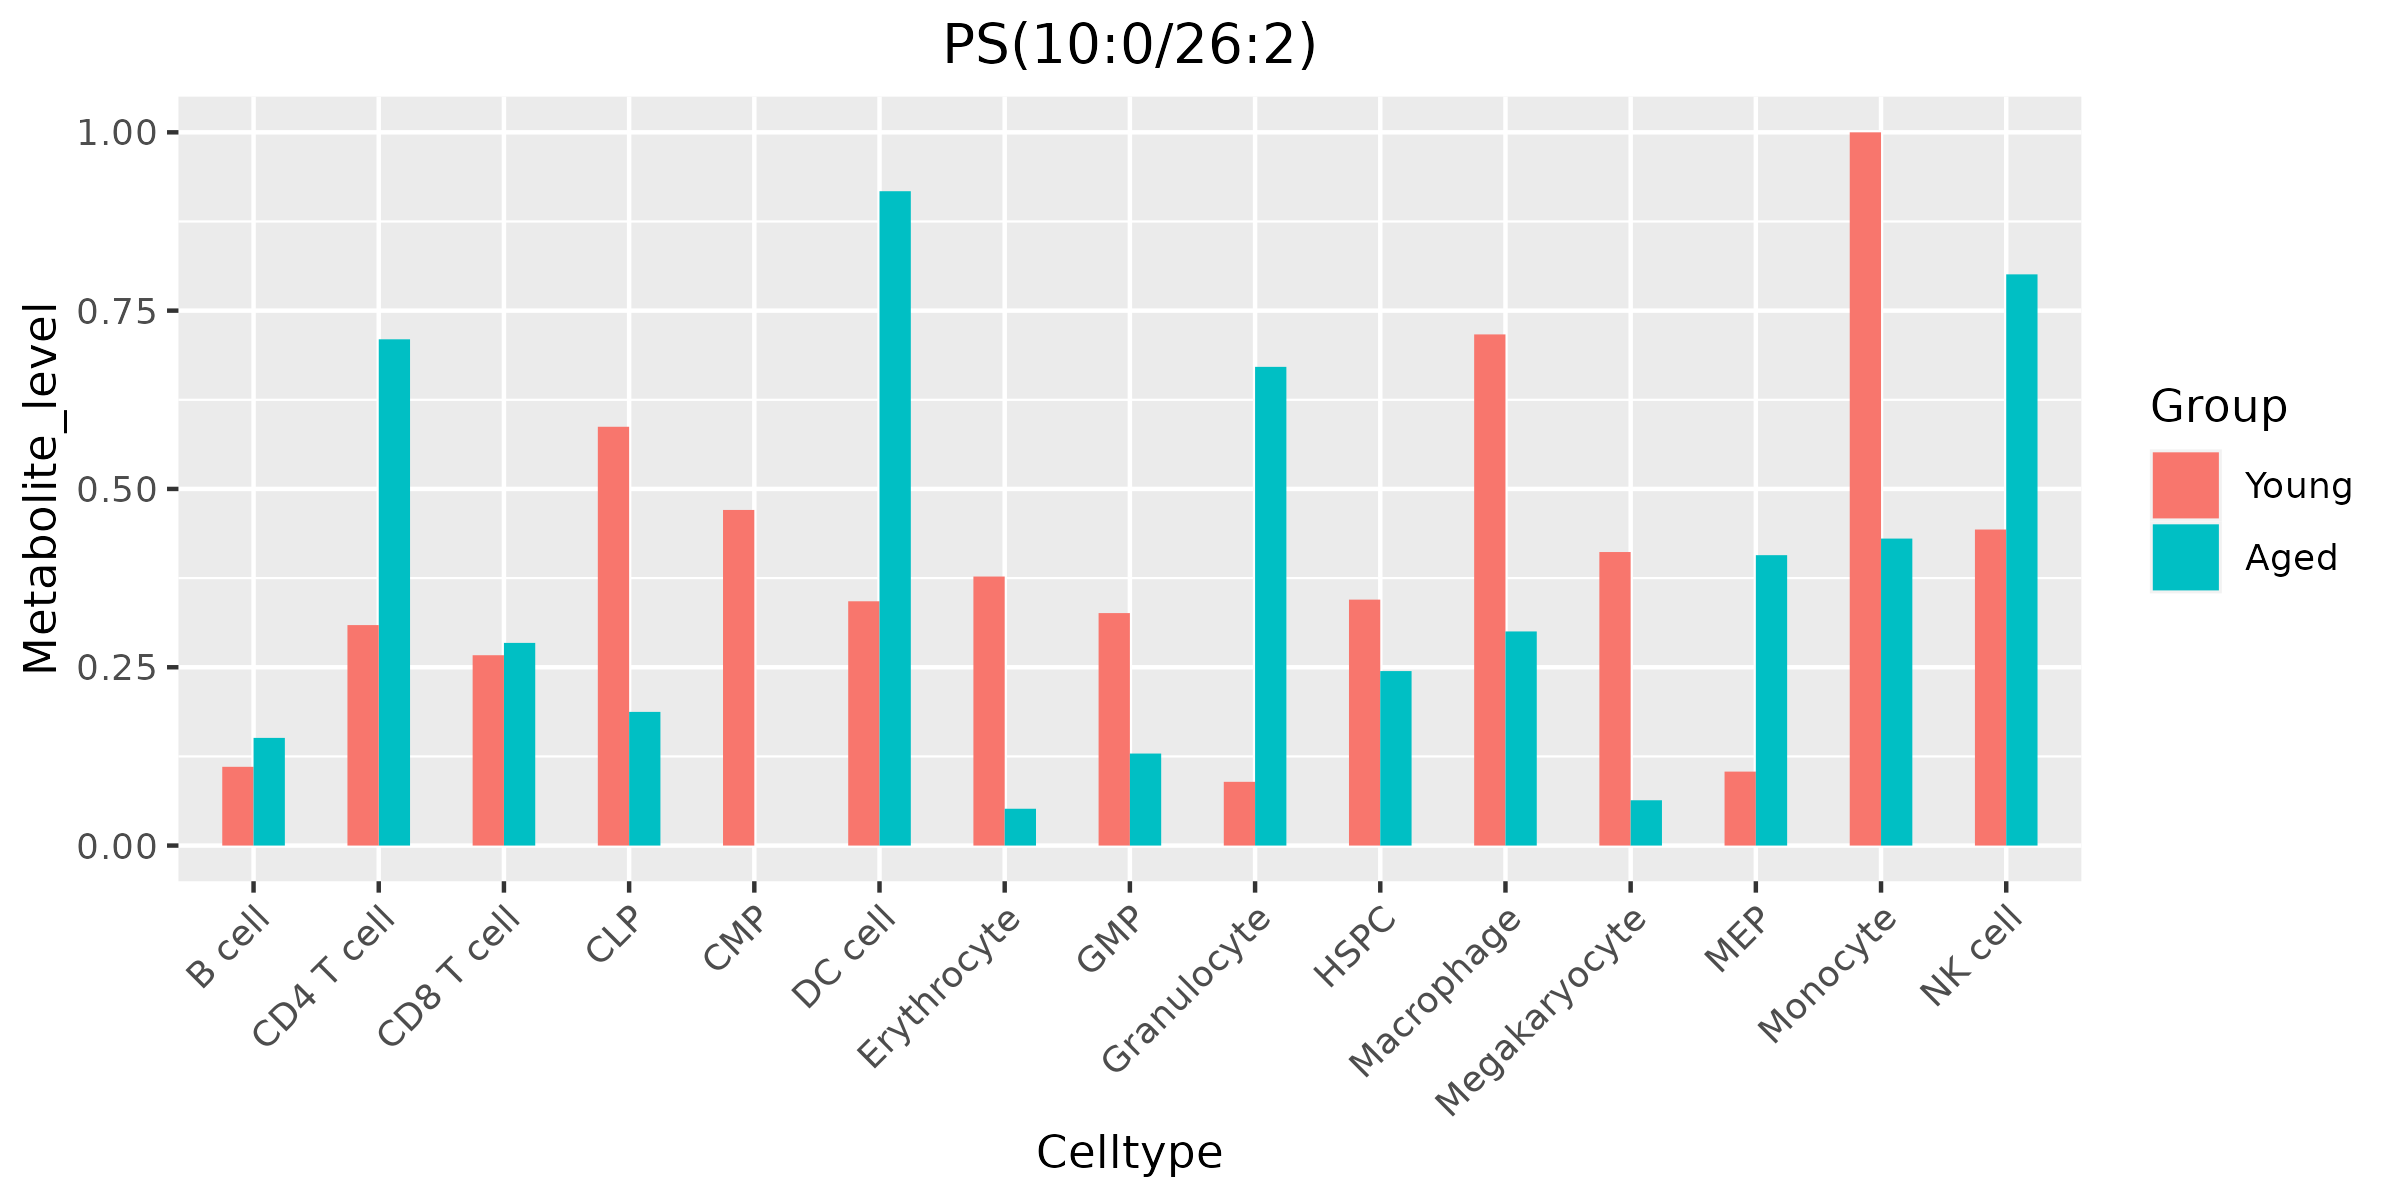 PS(10:0/26:2)
Metabolite_level
1.00
0.75
0.50
0.25
0.00
B cell
CD4 T cell
CD8 T cell
CLP
CMP
DC cell
Erythrocyte
GMP
Granulocyte
HSPC
Macrophage
Megakaryocyte
MEP
Monocyte
NK cell
Celltype
Group
Young
Aged